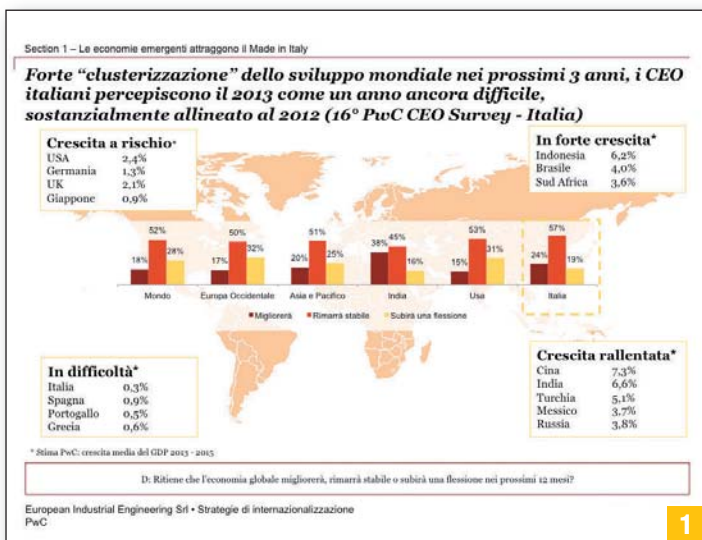 Section 1 – Le economie emergenti attraggono il Made in Italy
Forte “clusterizzazione” dello sviluppo mondiale nei prossimi 3 anni, i CEO
italiani percepiscono il 2013 come un anno ancora difficile,
sostanzialmente allineato al 2012 (16° PwC CEO Survey - Italia)
Crescita a rischio*
USA 2,4%
Germania 1,3%
UK 2,1%
Giappone 0,9%
In forte crescita*
Indonesia 6,2%
Brasile 4,0%
Sud Africa 3,6%
18% 52% 28%
17% 50% 32%
20% 51% 25%
38% 45% 16%
15% 53% 31%
24% 57% 19%
Mondo Europa Occidentale Asia e Pacifico India Usa Italia
Migliorerà Rimarrà stabile Subirà una flessione
In difficoltà*
Italia 0,3%
Spagna 0,9%
Portogallo 0,5%
Grecia 0,6%
Crescita rallentata*
Cina 7,3%
India 6,6%
Turchia 5,1%
Messico 3,7%
Russia 3,8%
* Stima PwC: crescita media del GDP 2013 - 2015
D: Ritiene che l'economia globale migliorerà, rimarrà stabile o subirà una flessione nei prossimi 12 mesi?
European Industrial Engineering Srl • Strategie di internazionalizzazione
PwC
1